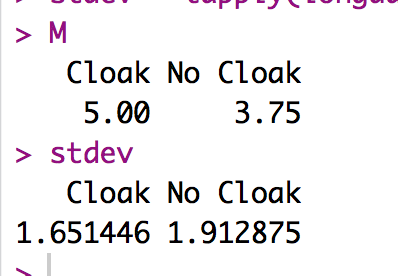 > M
Cloak No Cloak
5.00 3.75
> stdev
Cloak No Cloak
1.651446 1.912875
>